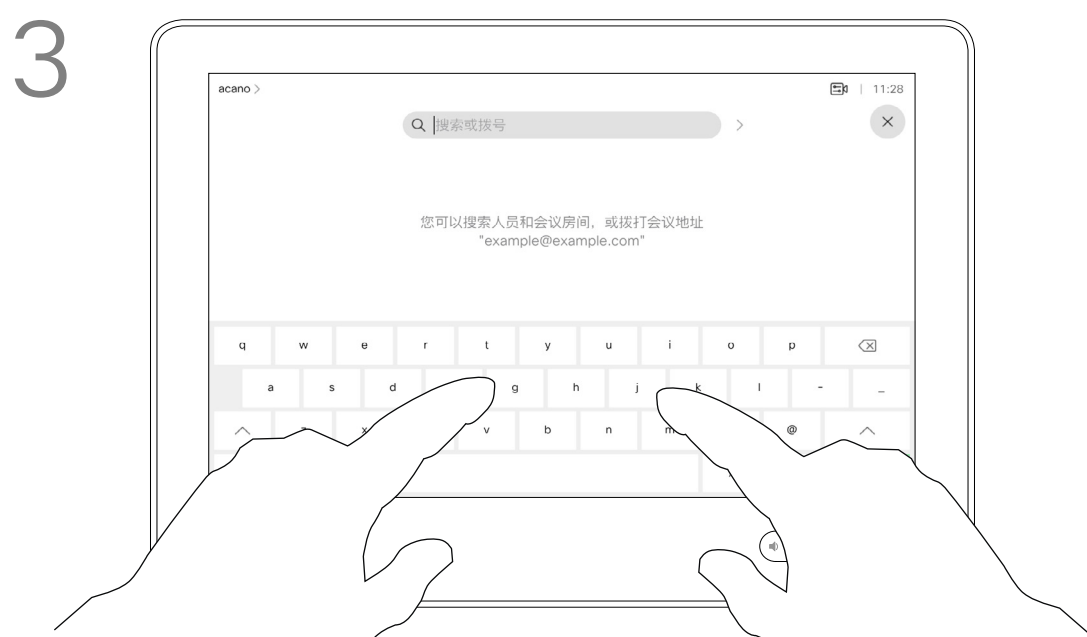 3
acano > | 11:28
搜索或拨号
您可以搜索人员和会议房间，或拨打会议地址
"example@example.com"
q w e r t y u i o p
a s d g h j k l - _
x v b n m @